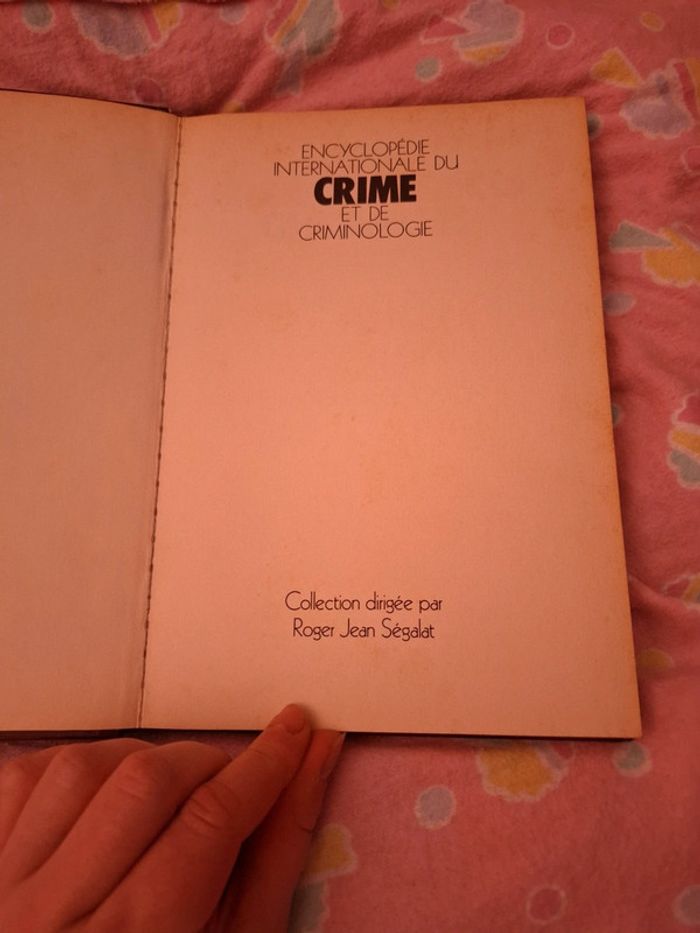 ENCYCLOPÉDIE
INTERNATIONALE DU
CRIME
ET DE
CRIMINOLOGIE
Collection dirigée par
Roger Jean Ségalat